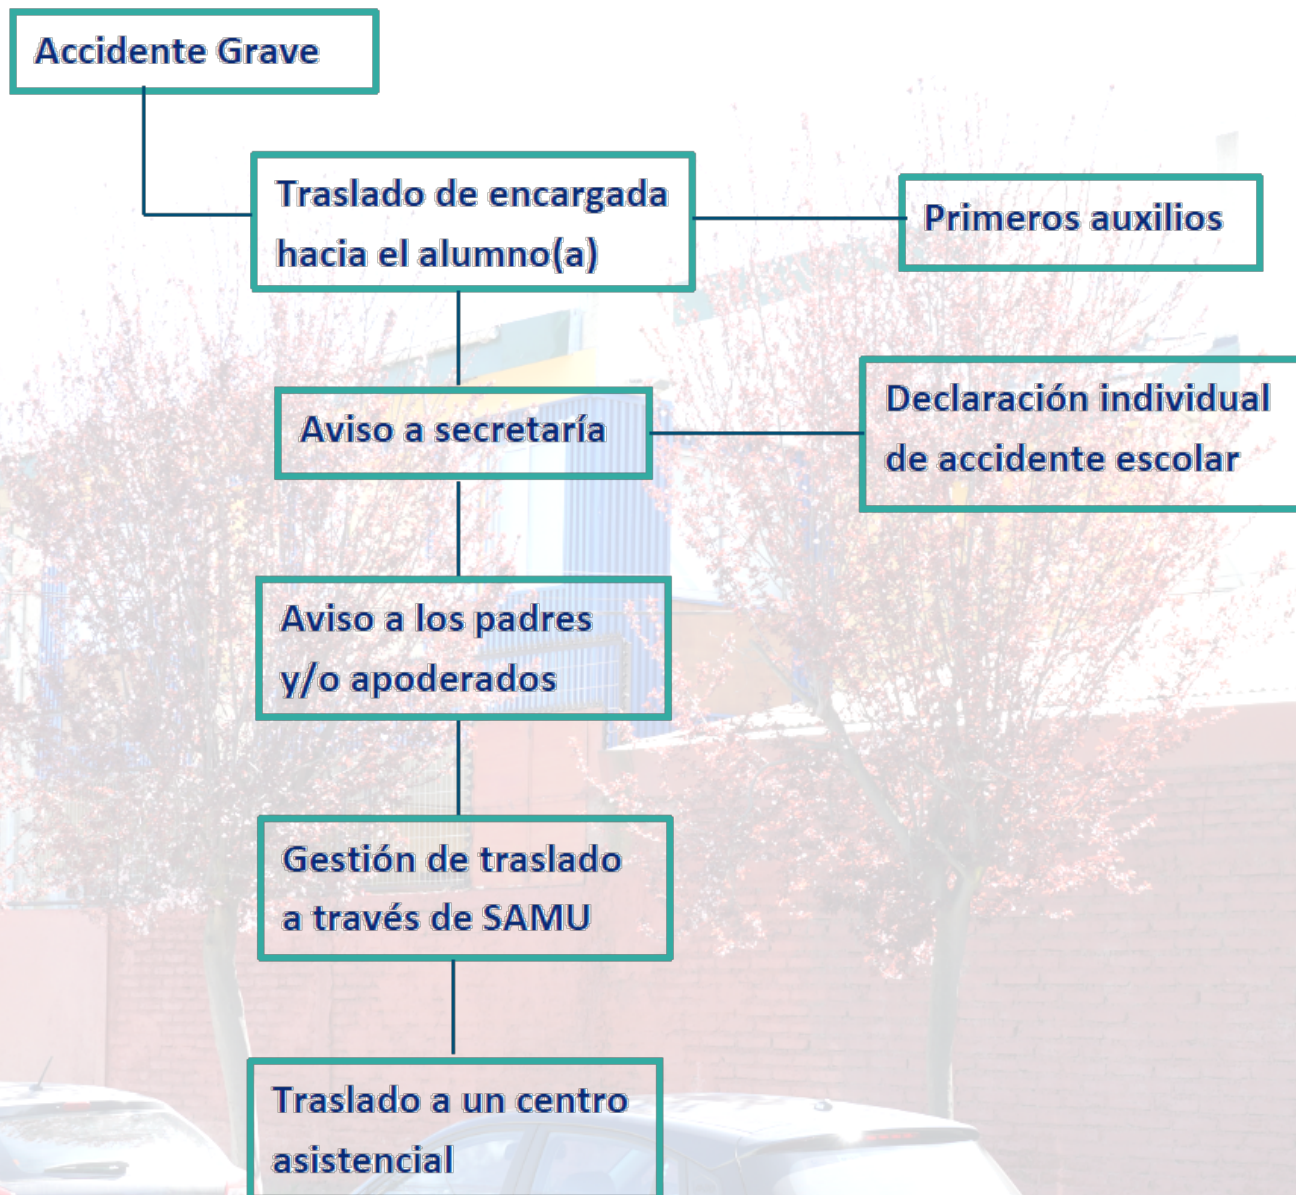 Accidente Grave
Traslado de encargada
hacia el alumno(a)
Primeros auxilios
Aviso a secretaría
Declaración individual
de accidente escolar
Aviso a los padres
y/o apoderados
Gestión de traslado
a través de SAMU
Traslado a un centro
asistencial